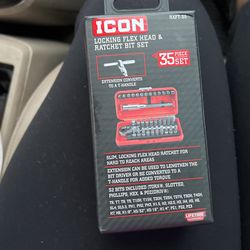 RXFT-35
ICON
LOCKING FLEX HEAD &
RATCHET BIT SET
35 PIECE
SET
EXTENSION CONVERTS
TO A T-HANDLE
SLIM, LOCKING FLEX HEAD RATCHET FOR
HARD TO REACH AREAS
EXTENSION CAN BE USED TO LENGTHEN THE
BIT DRIVER OR BE CONVERTED TO A
T-HANDLE FOR ADDED TORQUE
32 BITS INCLUDED (TORX®, SLOTTED,
PHILLIPS, HEX, & POZIDRIV®):
LIFETIME